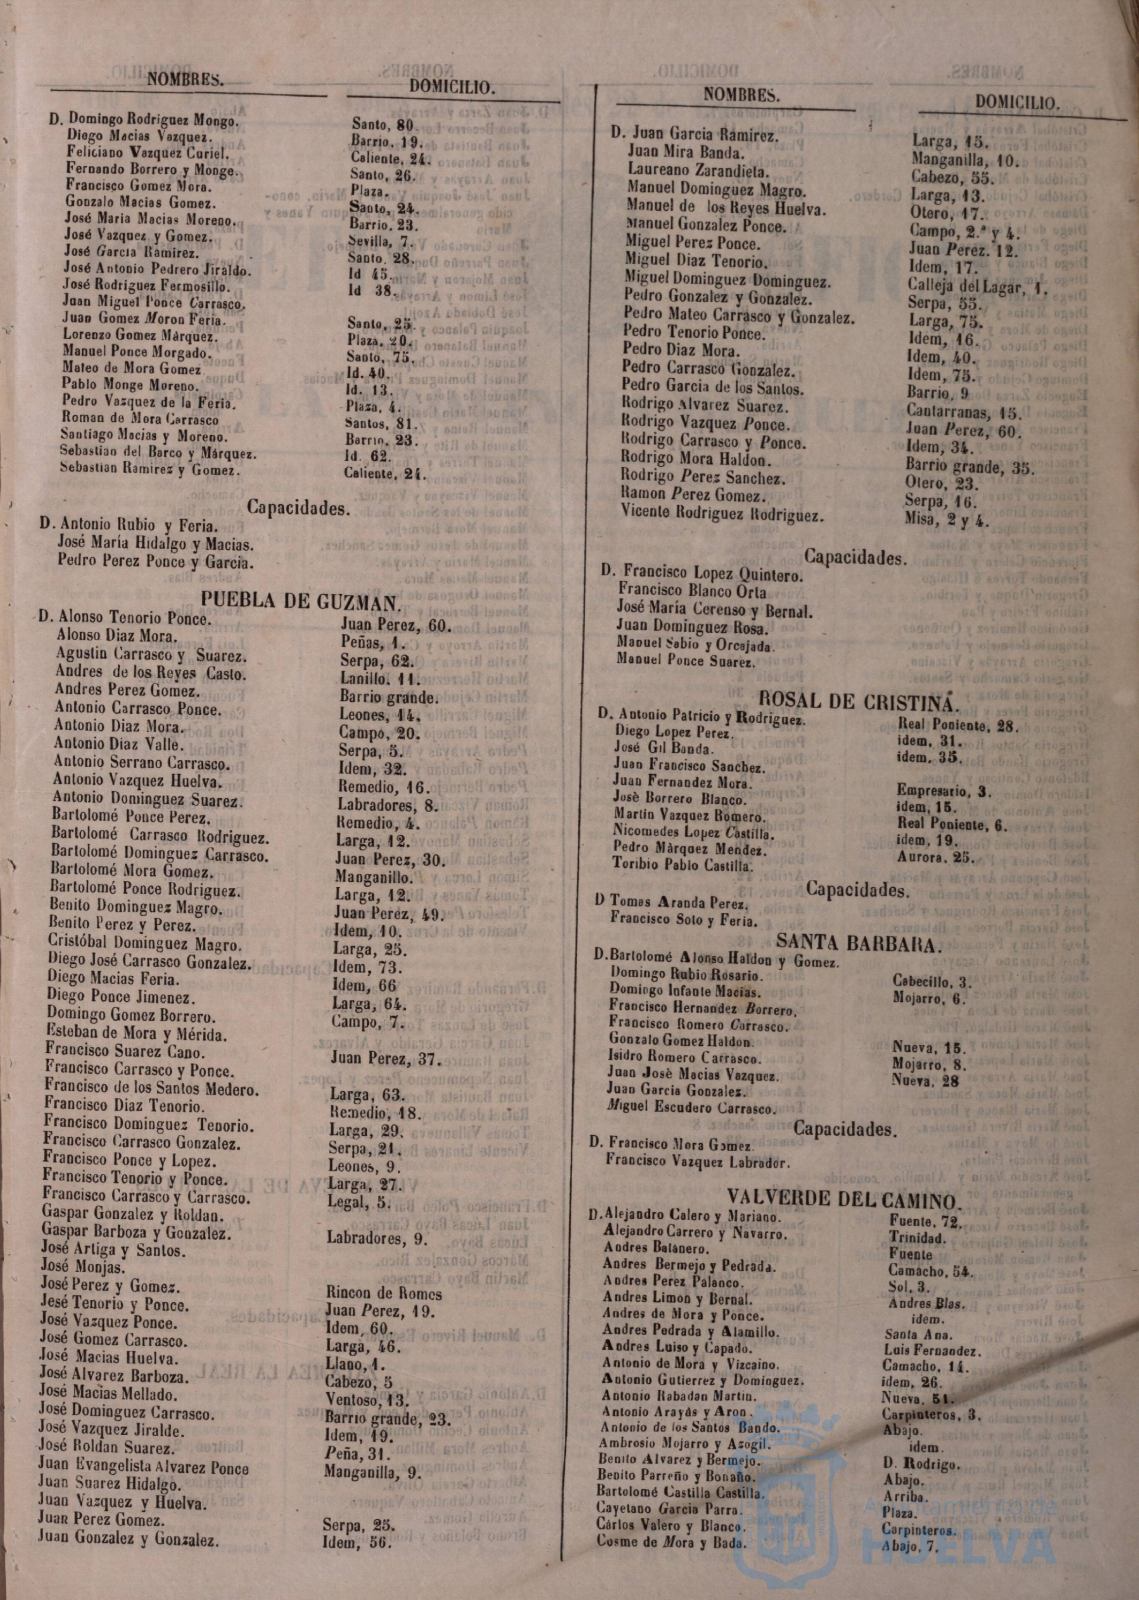 NOMBRES. DOMICILIO.
D. Domingo Rodriguez Mongo. Santo, 80.
Diego Macias Vazquez. Barrio, 19.
Feliciano Vazquez Curiel. Caliente, 24.
Fernando Borrero y Monge. Santo, 26.
Francisco Gomez Mora. Plaza.
Gonzalo Macias Gomez. Santo, 24.
José Maria Macias Moreno. Barrio, 23.
José Vazquez y Gomez. Sevilla, 7.
José Garcia Ramirez. Santo, 28.
José Antonio Pedrero Jiraldo. Id 45.
José Rodriguez Fermosillo. Id 38.
Juan Miguel Ponce Carrasco.
Juan Gomez Moron Feria. Santo, 25.
Lorenzo Gomez Márquez. Plaza, 20.
Manuel Ponce Morgado. Santo, 75.
Mateo de Mora Gomez Id. 40.
Pablo Monge Moreno. Id. 13.
Pedro Vazquez de la Feria. Plaza, 4.
Roman de Mora Carrasco Santos, 81.
Santiago Macias y Moreno. Barrio, 23.
Sebastian del Barco y Márquez. Id. 62.
Sebastian Ramirez y Gomez. Caliente, 24.
Capacidades.
D. Antonio Rubio y Feria.
José María Hidalgo y Macias.
Pedro Perez Ponce y Garcia.
PUEBLA DE GUZMAN.
D. Alonso Tenorio Ponce. Juan Perez, 60.
Alonso Diaz Mora. Peñas, 1.
Agustin Carrasco y Suarez. Serpa, 62.
Andres de los Reyes Casto. Lanillo. 11.
Andres Perez Gomez. Barrio grande.
Antonio Carrasco Ponce. Leones, 14.
Antonio Diaz Mora. Campo, 20.
Antonio Diaz Valle. Serpa, 5.
Antonio Serrano Carrasco. Idem, 32.
Antonio Vazquez Huelva. Remedio, 16.
Antonio Dominguez Suarez. Labradores, 8.
Bartolomé Ponce Perez. Remedio, 4.
Bartolomé Carrasco Rodriguez. Larga, 12.
Bartolomé Dominguez Carrasco. Juan Perez, 30.
Bartolomé Mora Gomez. Manganillo.
Bartolomé Ponce Rodriguez. Larga, 12.
Benito Dominguez Magro. Juan Perez, 49.
Benito Perez y Perez. Idem, 10.
Cristóbal Dominguez Magro. Larga, 25.
Diego José Carrasco Gonzalez. Idem, 73.
Diego Macias Feria. Idem, 66
Diego Ponce Jimenez. Larga, 64.
Domingo Gomez Borrero. Campo, 7.
Esteban de Mora y Mérida.
Francisco Suarez Cano. Juan Perez, 37.
Francisco Carrasco y Ponce.
Francisco de los Santos Medero. Larga, 63.
Francisco Diaz Tenorio. Remedio, 18.
Francisco Dominguez Tenorio. Larga, 29.
Francisco Carrasco Gonzalez. Serpa, 21.
Francisco Ponce y Lopez. Leones, 9.
Francisco Tenorio y Ponce. Larga, 27.
Francisco Carrasco y Carrasco. Legal, 5.
Gaspar Gonzalez y Roldan.
Gaspar Barboza y Gonzalez. Labradores, 9.
José Artiga y Santos.
José Monjas.
José Perez y Gomez. Rincon de Romes
Jesé Tenorio y Ponce. Juan Perez, 19.
José Vazquez Ponce. Idem, 60.
José Gomez Carrasco. Larga, 46.
José Macias Huelva. Llano, 1.
José Alvarez Barboza. Cabezo, 5
José Macias Mellado. Ventoso, 13.
José Dominguez Carrasco. Barrio grande, 23.
José Vazquez Jiralde. Idem, 19.
José Roldan Suarez. Peña, 31.
Juan Evangelista Alvarez Ponce Manganilla, 9.
Juan Suarez Hidalgo.
Juan Vazquez y Huelva.
Juan Perez Gomez. Serpa, 25.
Juan Gonzalez y Gonzalez. Idem, 56.
NOMBRES. DOMICILIO.
D. Juan Garcia Ramirez. Larga, 15.
Juan Mira Banda. Manganilla, 10.
Laureano Zarandieta. Cabezo, 55.
Manuel Dominguez Magro. Larga, 13.
Manuel de los Reyes Huelva. Otero, 17.
Manuel Gonzalez Ponce. Campo, 2.ª y 4.
Miguel Perez Ponce. Juan Perez. 12.
Miguel Diaz Tenorio. Idem, 17.
Miguel Dominguez Dominguez. Calleja del Lagar, 1.
Pedro Gonzalez y Gonzalez. Serpa, 55.
Pedro Mateo Carrasco y Gonzalez. Larga, 75.
Pedro Tenorio Ponce. Idem, 16.
Pedro Diaz Mora. Idem, 40.
Pedro Carrasco Gonzalez. Idem, 75.
Pedro Garcia de los Santos. Barrio, 9
Rodrigo Alvarez Suarez. Cantarranas, 15.
Rodrigo Vazquez Ponce. Juan Perez, 60.
Rodrigo Carrasco y Ponce. Idem, 34.
Rodrigo Mora Haldon. Barrio grande, 35.
Rodrigo Perez Sanchez. Otero, 23.
Ramon Perez Gomez. Serpa, 16.
Vicente Rodriguez Rodriguez. Misa, 2 y 4.
Capacidades.
D. Francisco Lopez Quintero.
Francisco Blanco Orta
José María Cerenso y Bernal.
Juan Dominguez Rosa.
Manuel Sabio y Orcajada.
Manuel Ponce Suarez.
ROSAL DE CRISTINÁ.
D. Antonio Patricio y Rodriguez. Real Poniente, 28.
Diego Lopez Perez. idem, 31.
José Gil Banda. idem, 35.
Juan Francisco Sanchez.
Juan Fernandez Mora. Empresario, 3.
Josè Borrero Blanco. idem, 15.
Martin Vazquez Romero. Real Poniente, 6.
Nicomedes Lopez Castilla. idem, 19.
Pedro Màrquez Mendez. Aurora, 25.
Toribio Pablo Castilla.
Capacidades.
D Tomas Aranda Perez.
Francisco Soto y Feria.
SANTA BARBARA.
D. Bartolomé Alonso Haldon y Gomez.
Domingo Rubio Rosario. Cabecillo, 3.
Domingo Infante Macias. Mojarro, 6.
Francisco Hernandez Borrero,
Francisco Romero Carrasco.
Gonzalo Gomez Haldon. Nueva, 15.
Isidro Romero Carrasco. Mojarro, 8.
Juan Josè Macias Vazquez. Nueva, 28
Juan Garcia Gonzalez.
Miguel Escudero Carrasco.
Capacidades.
D. Francisco Mora Gomez.
Francisco Vazquez Labrador.
VALVERDE DEL CAMINO.
D. Alejandro Calero y Mariano. Fuente, 72.
Alejandro Carrero y Navarro. Trinidad.
Andres Balanero. Fuente
Andres Bermejo y Pedrada. Camacho, 54.
Andres Perez Palanco. Sol, 3.
Andres Limon y Bernal. Andres Blas.
Andres de Mora y Ponce. idem.
Andres Pedrada y Alamillo. Santa Ana.
Andres Luiso y Capado. Luis Fernandez.
Antonio de Mora y Vizcaino. Camacho, 14.
Antonio Gutierrez y Dominguez. idem, 26.
Antonio Rabadan Martin. Nueva, 51.
Antonio Arayás y Aron. Carpinteros, 3.
Antonio de los Santos Bando. Abajo.
Ambrosio Mojarro y Azogil. idem.
Benito Alvarez y Bermejo. D. Rodrigo.
Benito Parreño y Bonaño. Abajo.
Bartolomé Castilla Castilla. Arriba.
Cayetano Garcia Parra. Plaza.
Cárlos Valero y Blanco. Carpinteros.
Cosme de Mora y Bada. Abajo, 7.
Ayuntamiento de
HUELVA